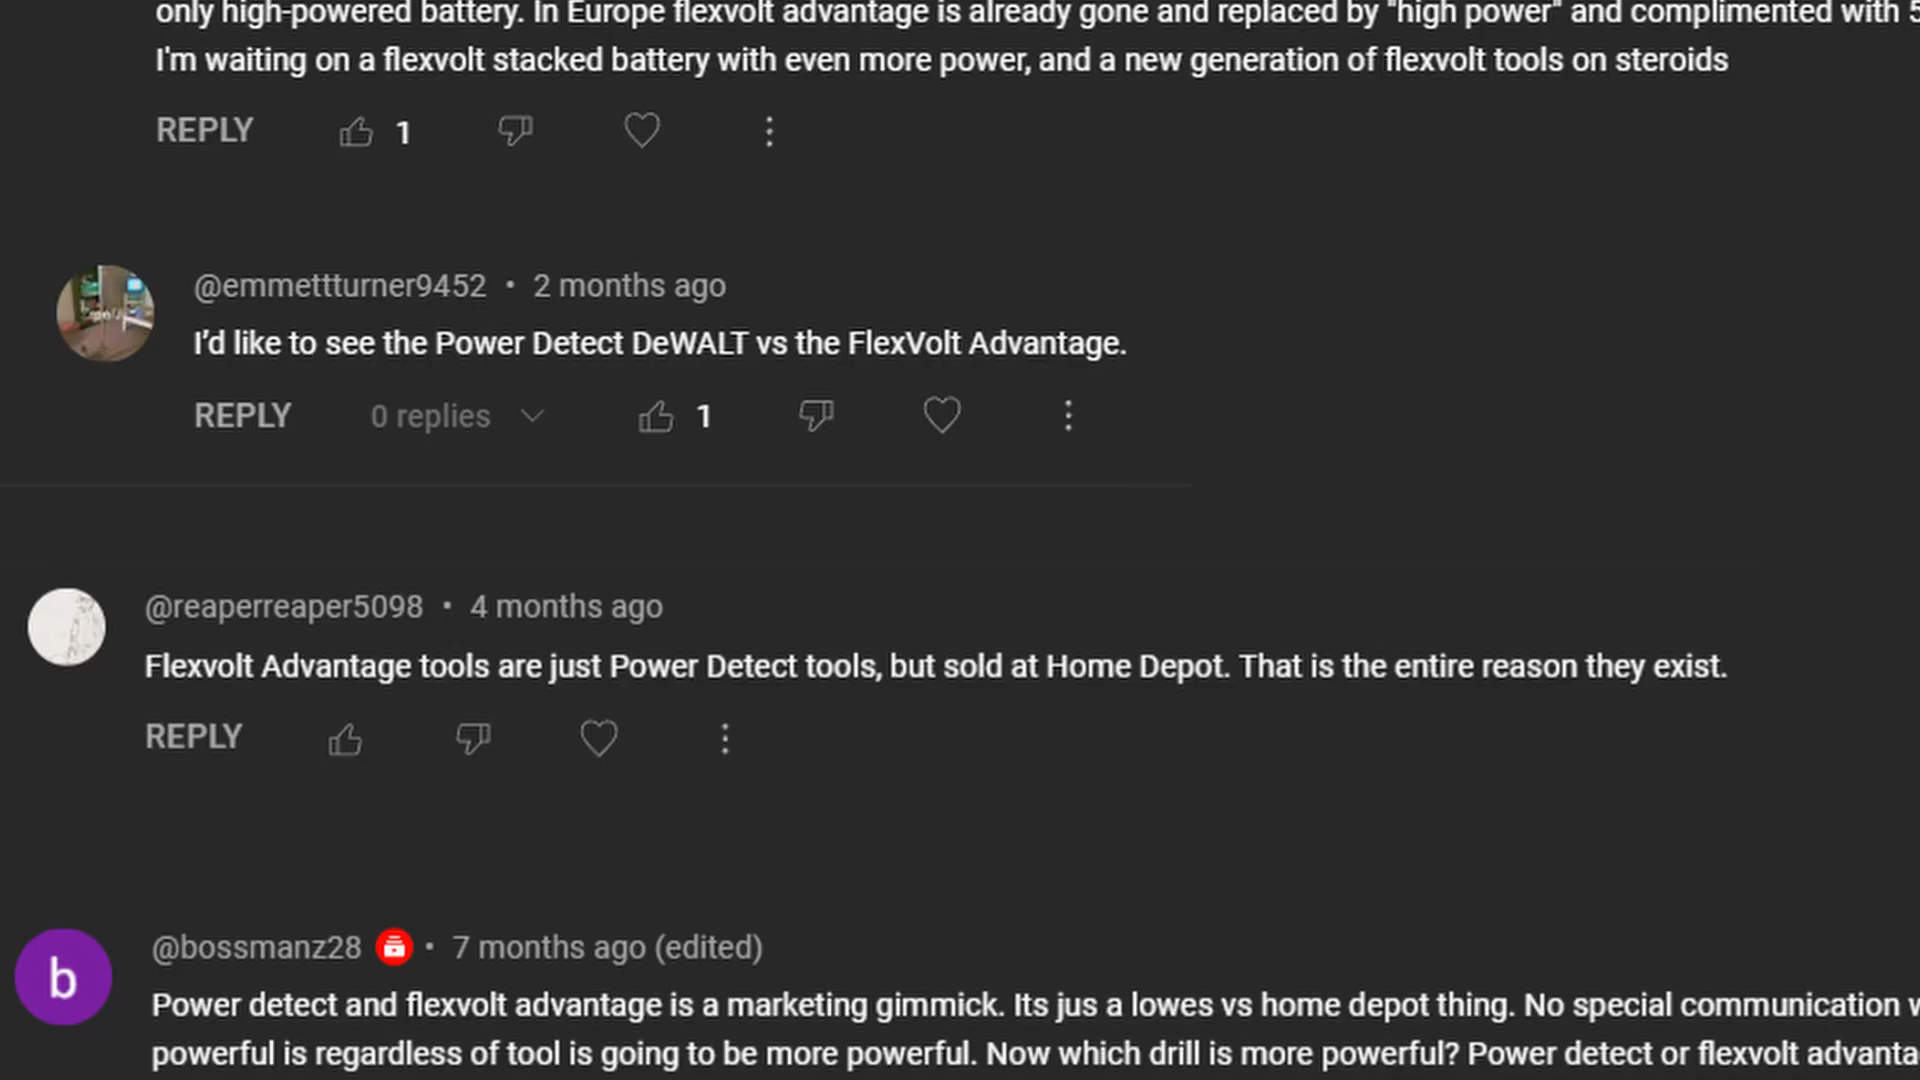 only high-powered battery. In Europe flexvolt advantage is already gone and replaced by "high power" and complimented with 5
I'm waiting on a flexvolt stacked battery with even more power, and a new generation of flexvolt tools on steroids
REPLY 1
@emmettturner9452 • 2 months ago
I’d like to see the Power Detect DeWALT vs the FlexVolt Advantage.
REPLY 0 replies 1
@reaperreaper5098 • 4 months ago
Flexvolt Advantage tools are just Power Detect tools, but sold at Home Depot. That is the entire reason they exist.
REPLY
b
@bossmanz28 • 7 months ago (edited)
Power detect and flexvolt advantage is a marketing gimmick. Its jus a lowes vs home depot thing. No special communication
powerful is regardless of tool is going to be more powerful. Now which drill is more powerful? Power detect or flexvolt advanta